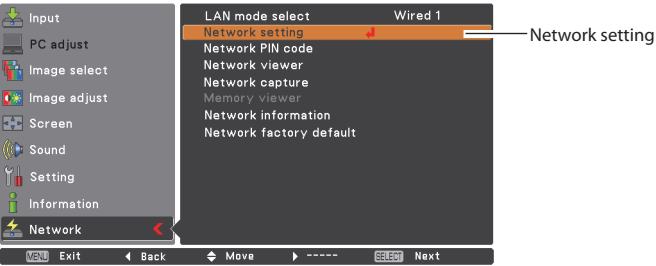 Input
PC adjust
Image select
Image adjust
Screen
Sound
Setting
Information
Network
LAN mode select Wired 1
Network setting
Network PIN code
Network viewer
Network capture
Memory viewer
Network information
Network factory default
Network setting
MENU Exit Back Move ----- SELECT Next